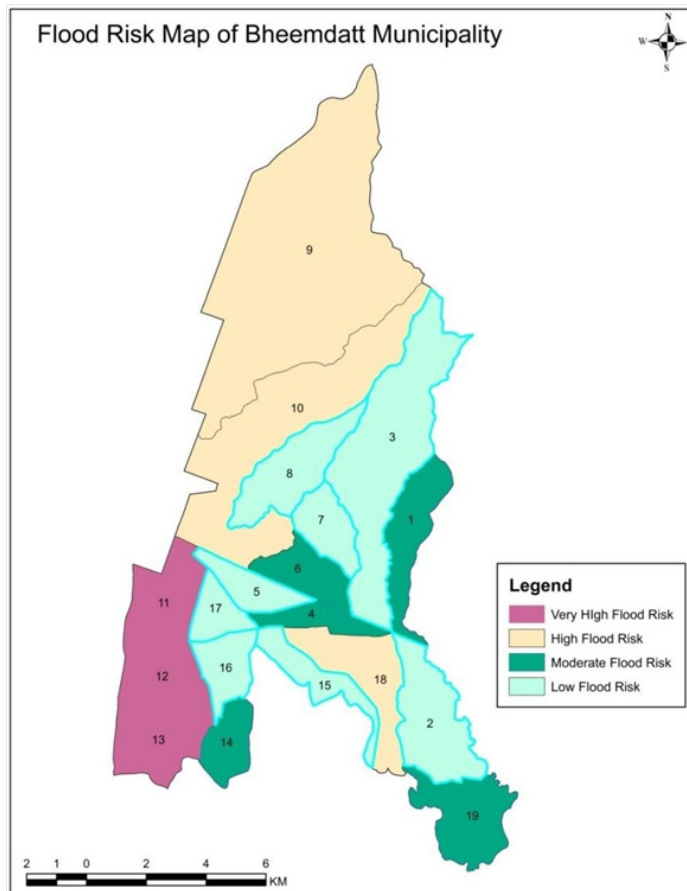 Flood Risk Map of Bheemdatt Municipality
N
W E
S
9
10
3
8
7
1
6
5
4
11
17
16
12
15
18
2
13
14
19
Legend
Very HIgh Flood Risk
High Flood Risk
Moderate Flood Risk
Low Flood Risk
2 1 0 2 4 6
KM